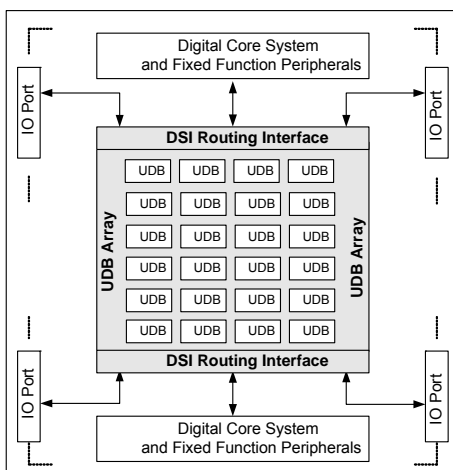 Digital Core System
and Fixed Function Peripherals
IO Port
IO Port
DSI Routing Interface
UDB Array
UDB Array
UDB UDB UDB UDB
UDB UDB UDB UDB
UDB UDB UDB UDB
UDB UDB UDB UDB
UDB UDB UDB UDB
UDB UDB UDB UDB
DSI Routing Interface
IO Port
IO Port
Digital Core System
and Fixed Function Peripherals